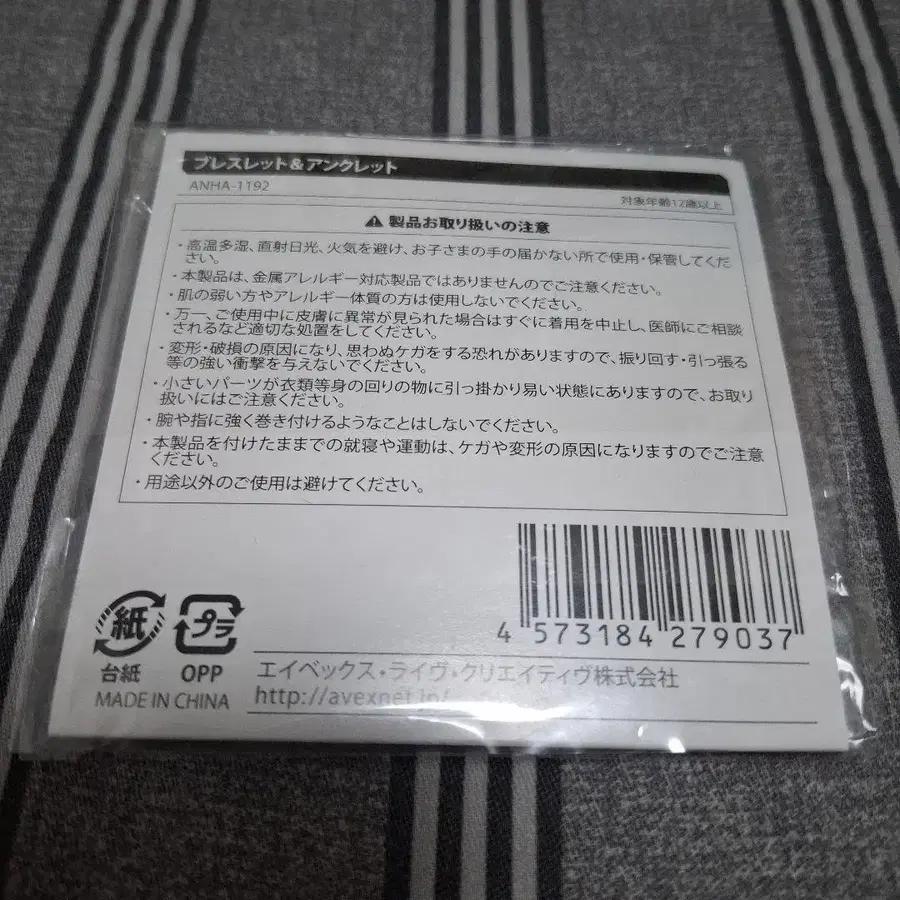 ブレスレット&アンクレット
ANHA-1192
対象年齢12歳以上
⚠ 製品お取り扱いの注意
・高温多湿、直射日光、火気を避け、お子さまの手の届かない所で使用・保管してくだ
さい。
・本製品は、金属アレルギー対応製品ではありませんのでご注意ください。
・肌の弱い方やアレルギー体質の方は使用しないでください。
・万一、ご使用中に皮膚に異常が見られた場合はすぐに着用を中止し、医師にご相談
されるなど適切な処置をしてください。
・変形・破損の原因になり、思わぬケガをする恐れがありますので、振り回す・引っ張る
等の強い衝撃を与えないでください。
・小さいパーツが衣類等身の回りの物に引っ掛かり易い状態にありますので、お取り
扱いにはご注意ください。
・腕や指に強く巻き付けるようなことはしないでください。
・本製品を付けたままでの就寝や運動は、ケガや変形の原因になりますのでご注意
ください。
・用途以外のご使用は避けてください。
4 573184 279037
紙 プラ
台紙 OPP
MADE IN CHINA
エイベックス・ライヴ・クリエイティヴ株式会社
http://avexnet.jp/